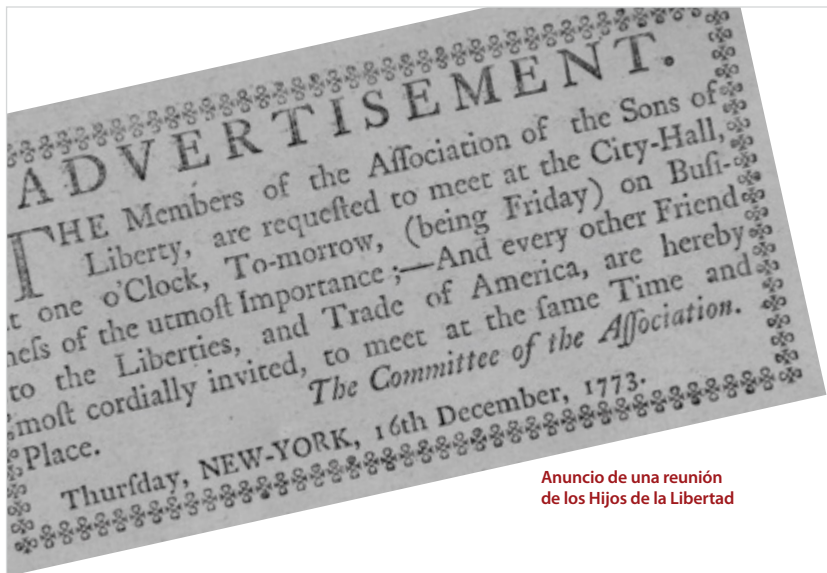 ADVERTISEMENT.
THE Members of the Aſſociation of the Sons of
Liberty, are requeſted to meet at the City-Hall,
t one o'Clock, To-morrow, (being Friday) on Buſi-
neſs of the utmoſt Importance;—And every other Friend
to the Liberties, and Trade of America, are hereby
moſt cordially invited, to meet at the ſame Time and
Place.
The Committee of the Aſſociation.
Thurſday, NEW-YORK, 16th December, 1773.
Anuncio de una reunión
de los Hijos de la Libertad